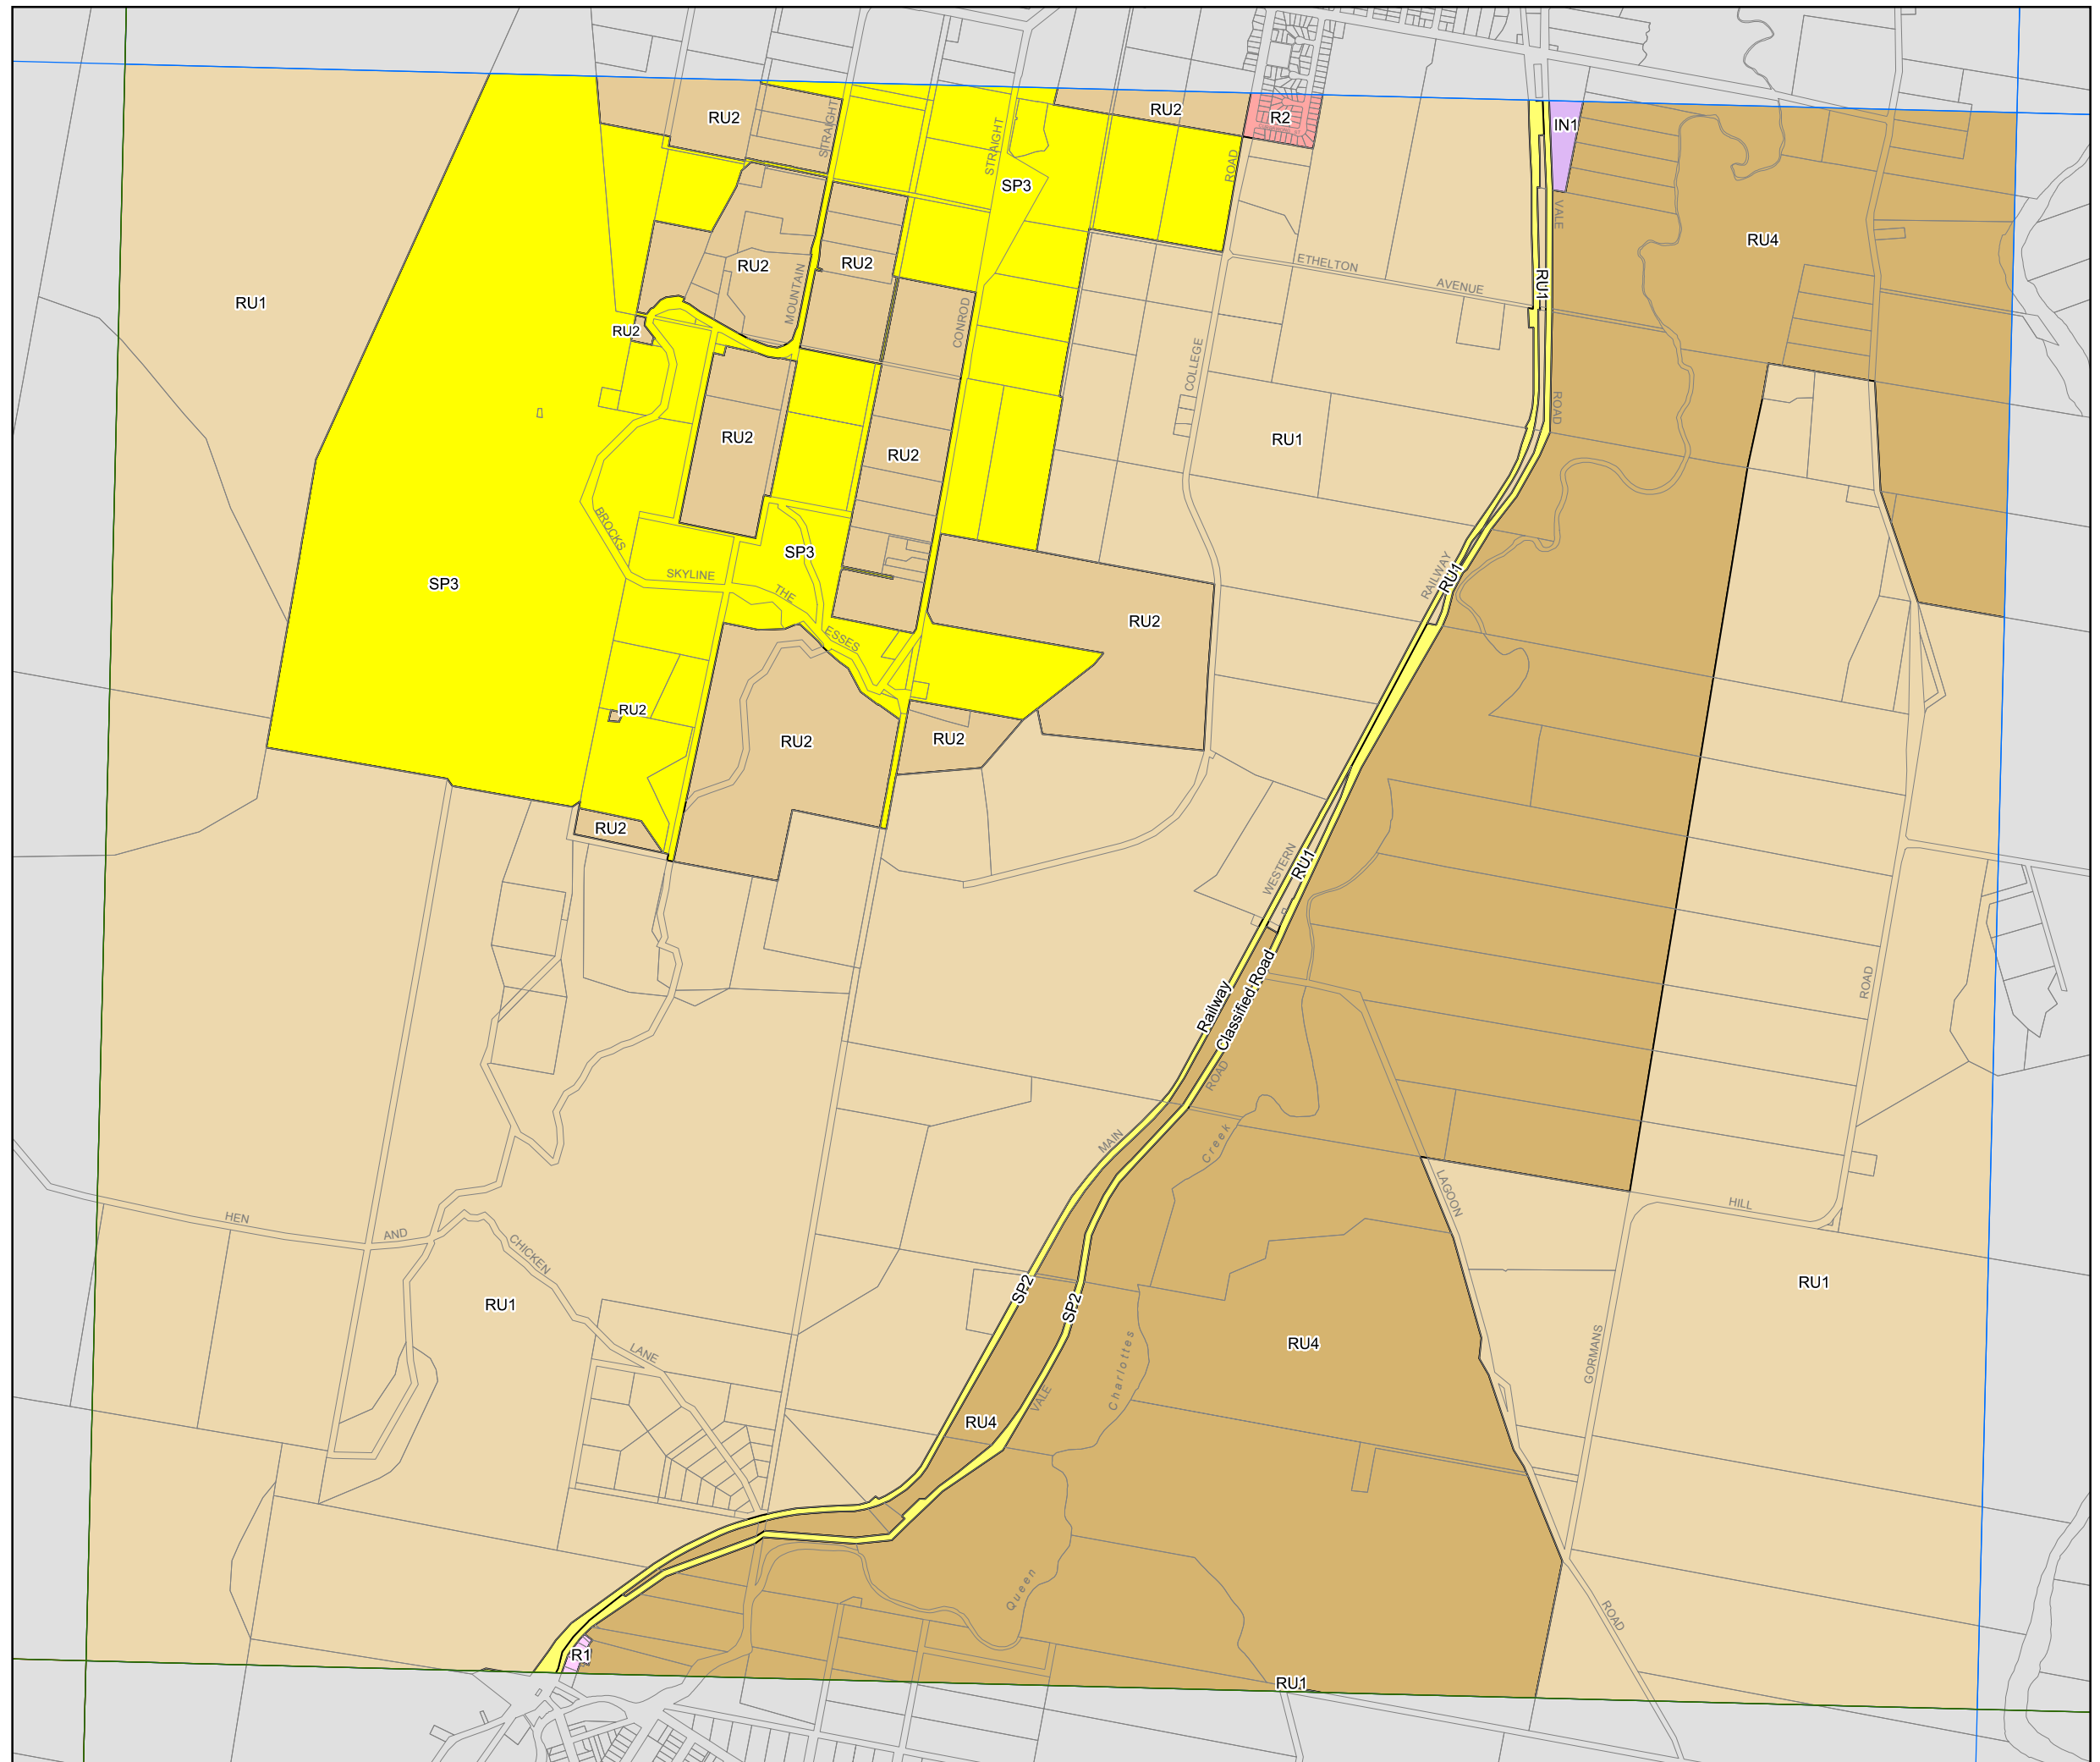 RU2
STRAIGHT
RU2
R2
IN1
STRAIGHT
ROAD
SP3
VALE
RU4
RU2
RU2
ETHELTON
AVENUE
RU1
RU1
MOUNTAIN
RU2
CONROD
COLLEGE
ROAD
RU2
RU2
RU1
BROCKS
SP3
SKYLINE
THE
ESSES
SP3
RAILWAY
RU1
RU2
RU2
RU2
RU2
RU2
WESTERN
RU1
ROAD
Railway
Classified Road
ROAD
MAIN
Creek
LAGOON
HILL
HEN
AND
CHICKEN
RU1
SP2
SP2
RU1
RU4
GORMANS
LANE
Charlottes
VALE
RU4
Queen
ROAD
R1
RU1